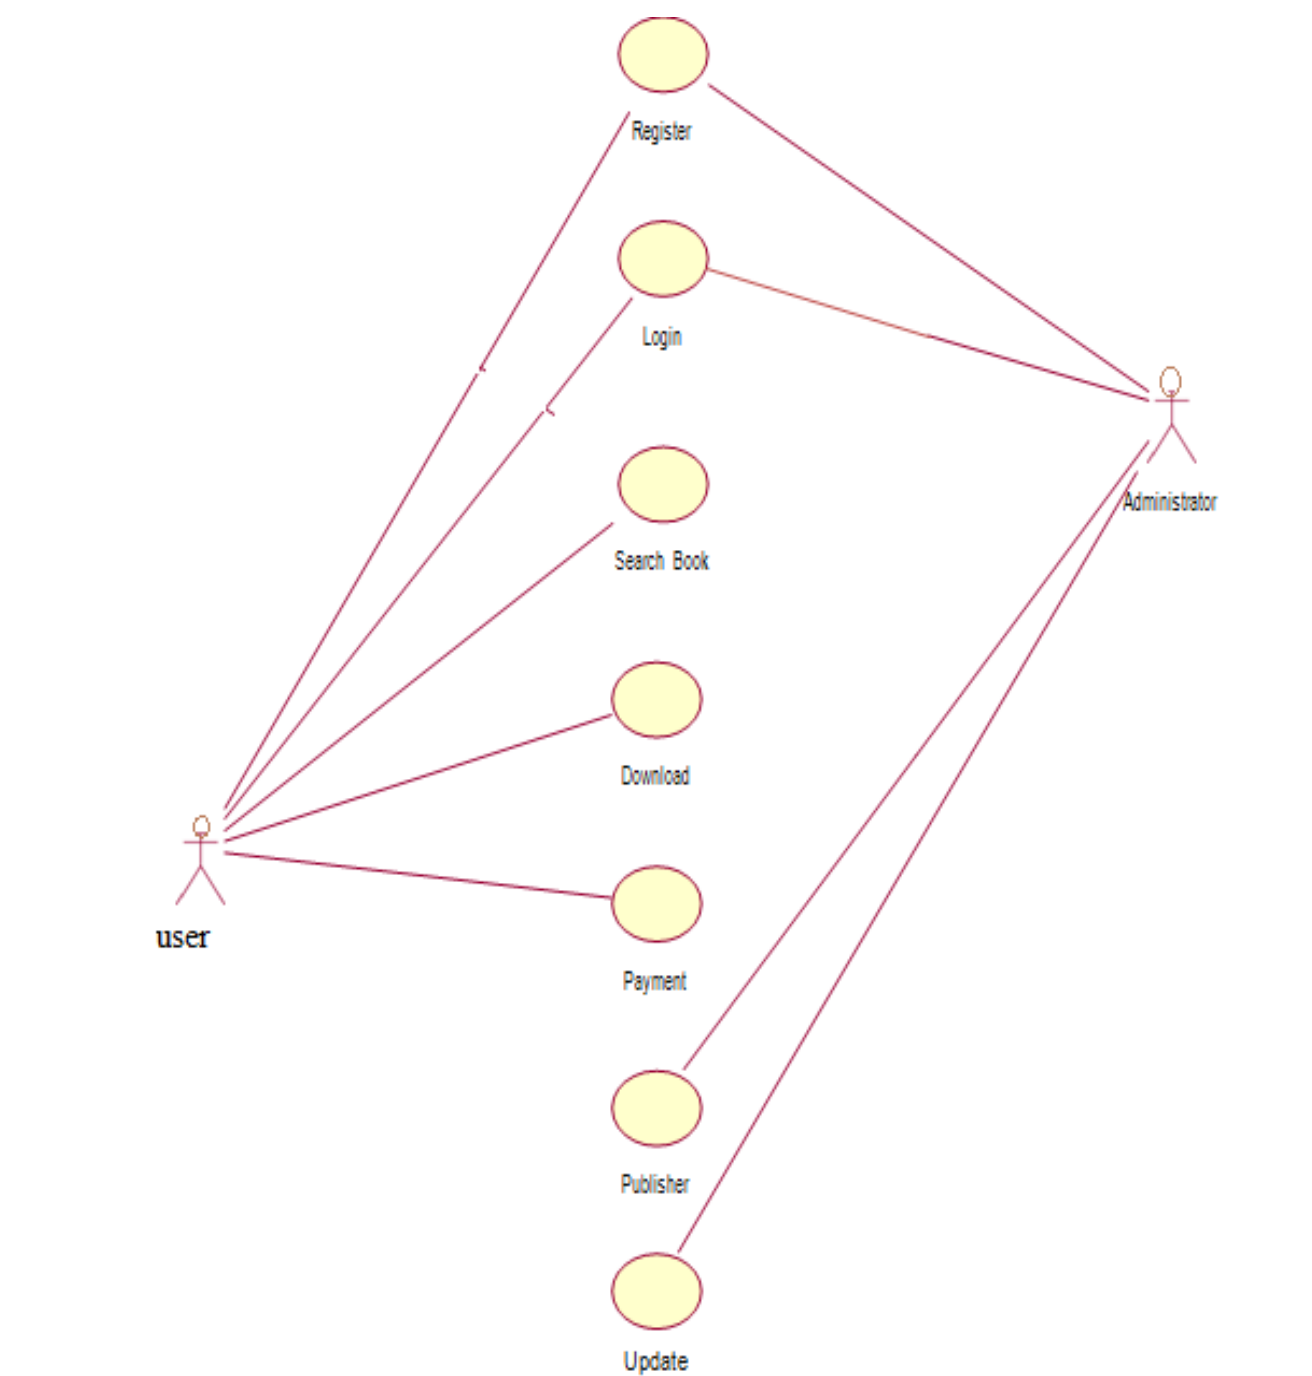 Register
Login
Search Book
Administrator
Download
user
Payment
Publisher
Update